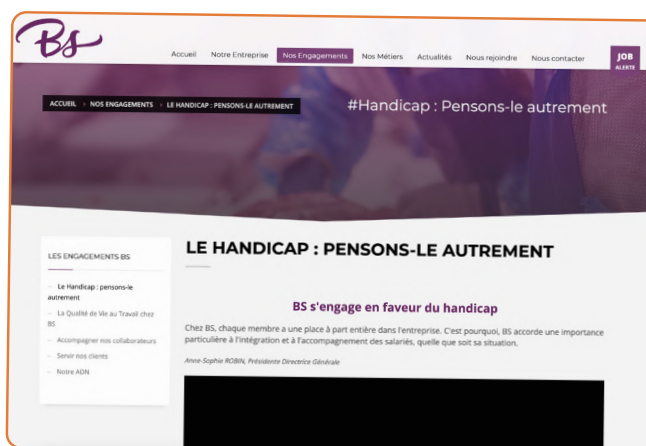 BS
Accueil Notre Entreprise Nos Engagements Nos Métiers Actualités Nous rejoindre Nous contacter JOB
ALERTE
ACCUEIL › NOS ENGAGEMENTS › LE HANDICAP : PENSONS-LE AUTREMENT
#Handicap : Pensons-le autrement
LES ENGAGEMENTS BS
– Le Handicap : pensons-le
autrement
– La Qualité de Vie au Travail chez
BS
– Accompagner nos collaborateurs
– Servir nos clients
– Notre ADN
LE HANDICAP : PENSONS-LE AUTREMENT
BS s'engage en faveur du handicap
Chez BS, chaque membre a une place à part entière dans l'entreprise. C'est pourquoi, BS accorde une importance
particulière à l'intégration et à l'accompagnement des salariés, quelle que soit sa situation.
Anne-Sophie ROBIN, Présidente Directrice Générale